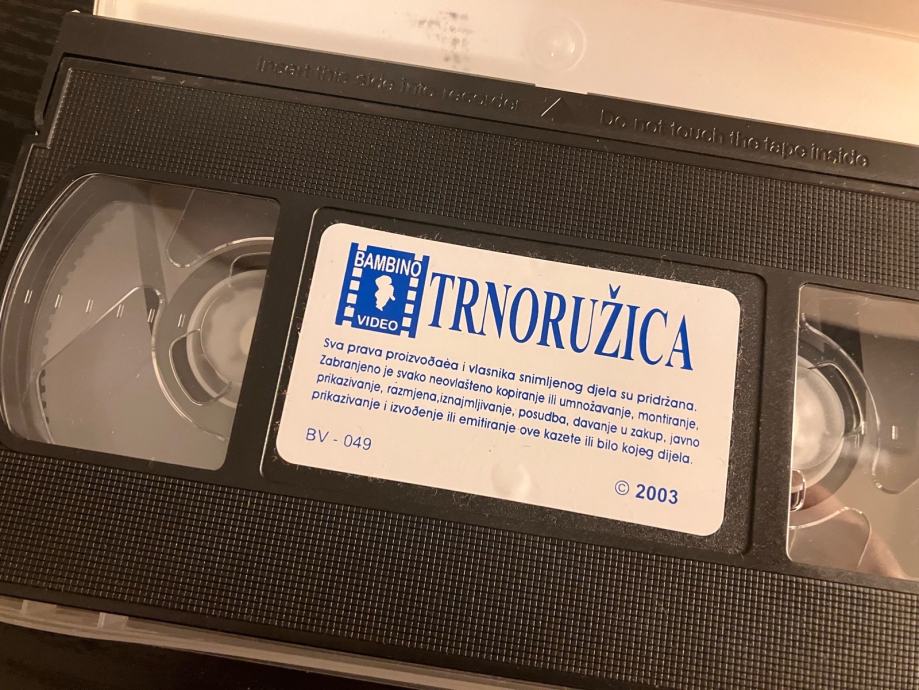 Insert this side into recorder
Do not touch the tape inside
BAMBINO
VIDEO
TRNORUŽICA
Sva prava proizvođaèa i vlasnika snimljenog djela su pridržana.
Zabranjeno je svako neovlašteno kopiranje ili umnožavanje, montiranje,
prikazivanje, razmjena,iznajmljivanje, posudba, davanje u zakup, javno
prikazivanje i izvođenje ili emitiranje ove kazete ili bilo kojeg dijela.
BV - 049
© 2003